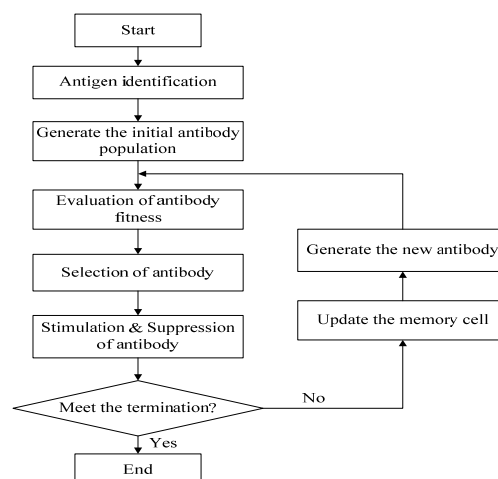 Start
Antigen identification
Generate the initial antibody
population
Evaluation of antibody
fitness
Generate the new antibody
Selection of antibody
Update the memory cell
Stimulation & Suppression
of antibody
Meet the termination?
No
Yes
End